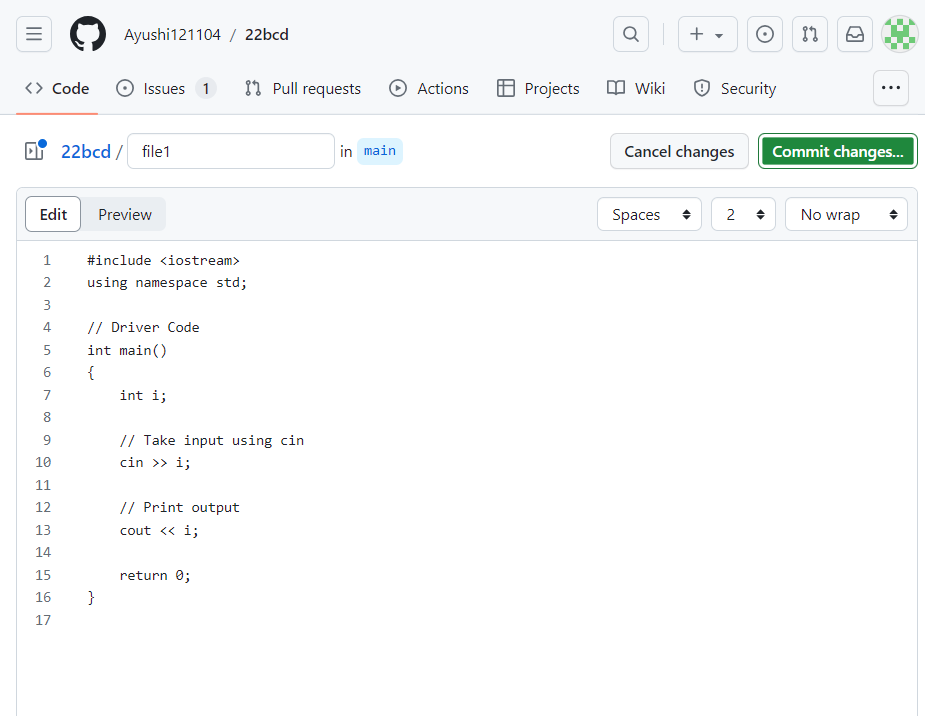 Ayushi121104 / 22bcd
Code Issues 1 Pull requests Actions Projects Wiki Security
22bcd / file1 in main Cancel changes Commit changes...
Edit Preview Spaces 2 No wrap
1 #include <iostream>
2 using namespace std;
3
4 // Driver Code
5 int main()
6 {
7 int i;
8
9 // Take input using cin
10 cin >> i;
11
12 // Print output
13 cout << i;
14
15 return 0;
16 }
17